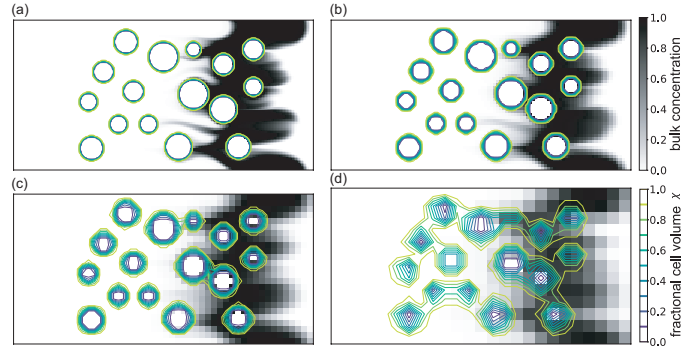 (a)
(b)
1.0
0.8
0.6
0.4
0.2
0.0
bulk concentration
(c)
(d)
1.0
0.8
0.6
0.4
0.2
0.0
fractional cell volume χ